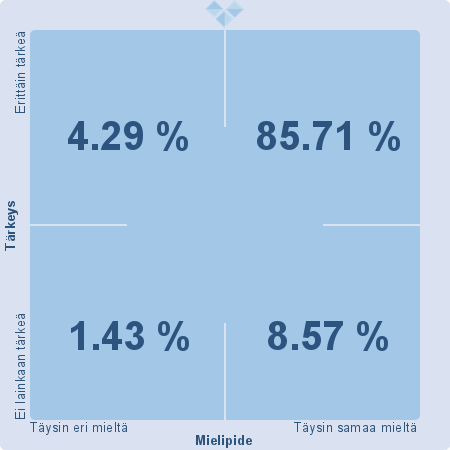 Erittäin tärkeä
4.29 %
85.71 %
Tärkeys
Ei lainkaan tärkeä
1.43 %
8.57 %
Täysin eri mieltä
Täysin samaa mieltä
Mielipide